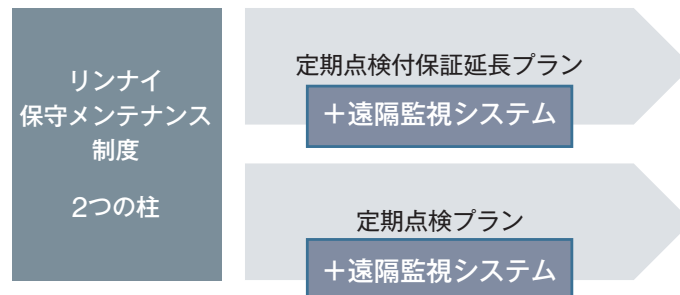 リンナイ
保守メンテナンス
制度
2つの柱
定期点検付保証延長プラン
＋遠隔監視システム
定期点検プラン
＋遠隔監視システム